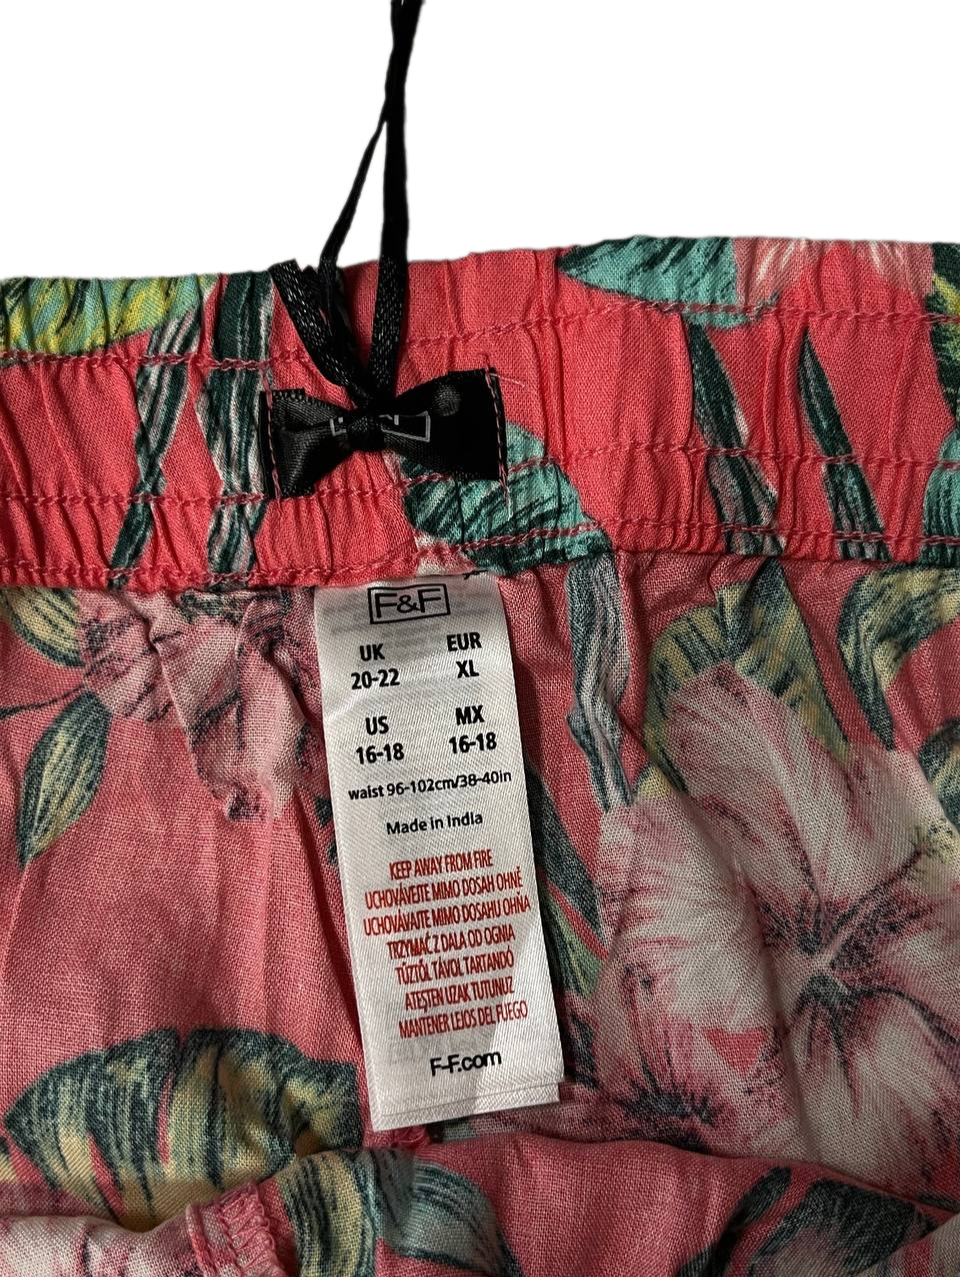 F&F
UK EUR
20-22 XL
US MX
16-18 16-18
waist 96-102cm/38-40in
Made in India
KEEP AWAY FROM FIRE
UCHOVÁVEJTE MIMO DOSAH OHNĚ
UCHOVÁVAJTE MIMO DOSAHU OHŇA
TRZYMAĆ Z DALA OD OGNIA
TŰZTŐL TÁVOL TARTANDÓ
ATEŞTEN UZAK TUTUNUZ
MANTENER LEJOS DEL FUEGO
F-F.com